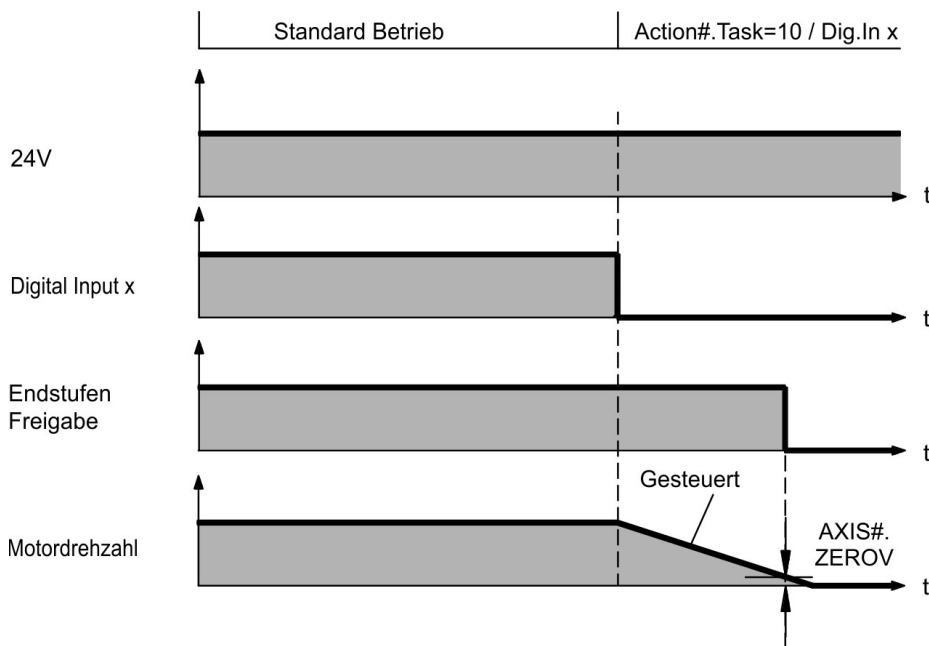 Standard Betrieb
Action#.Task=10 / Dig.In x
24V
t
Digital Input x
t
Endstufen
Freigabe
t
Gesteuert
Motordrehzahl
AXIS#.
ZEROV
t